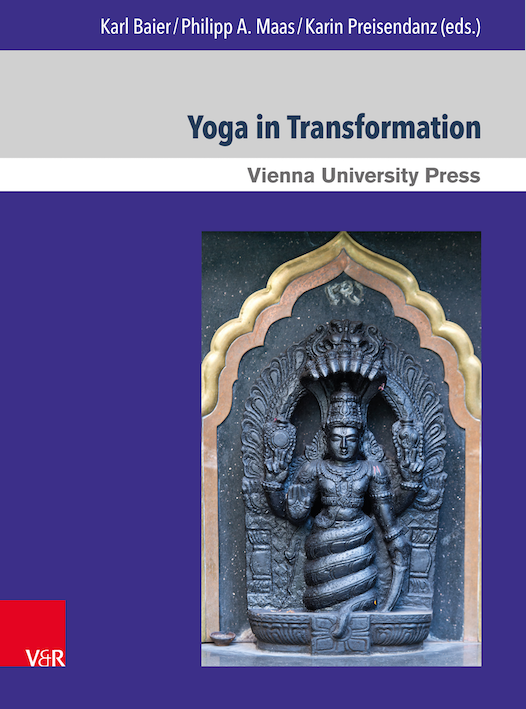 Karl Baier / Philipp A. Maas / Karin Preisendanz (eds.)
Yoga in Transformation
Vienna University Press
V&R